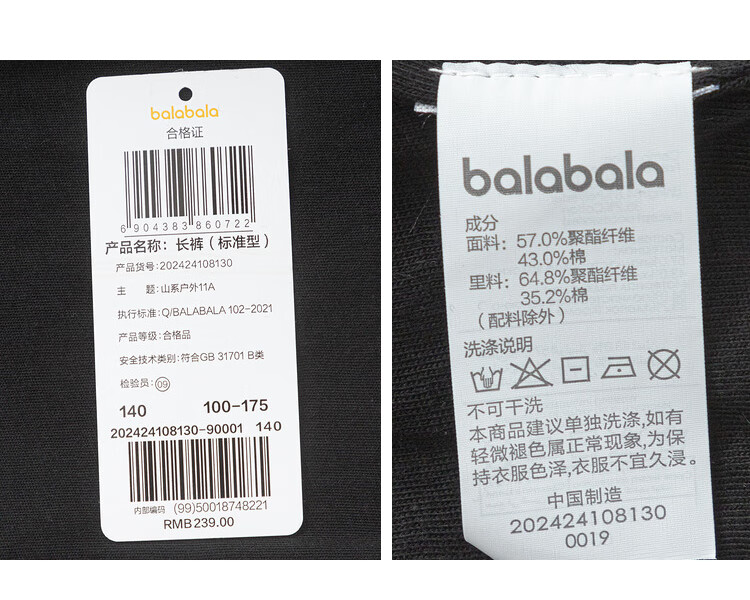 balabala
合格证
6 904383 860722
产品名称：长裤（标准型）
产品货号:202424108130
主 题:山系户外11A
执行标准:Q/BALABALA 102-2021
产品等级:合格品
安全技术类别:符合GB 31701 B类
检验员:09
140 100-175
202424108130-90001 140
内部编码 (99)50018748221
RMB239.00
balabala
成分
面料：57.0%聚酯纤维
43.0%棉
里料：64.8%聚酯纤维
35.2%棉
（配料除外）
洗涤说明
不可干洗
本商品建议单独洗涤,如有
轻微褪色属正常现象,为保
持衣服色泽,衣服不宜久浸。
中国制造
202424108130
0019